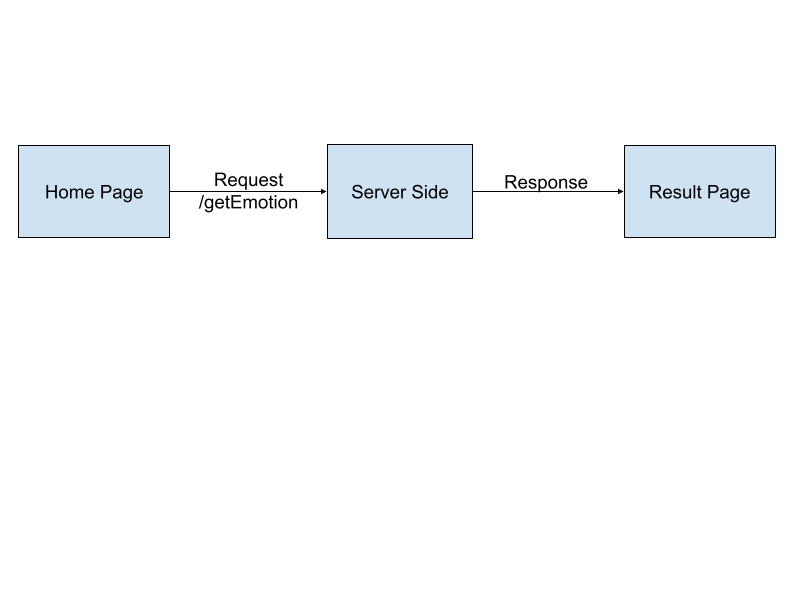 Home Page
Request
/getEmotion
Server Side
Response
Result Page